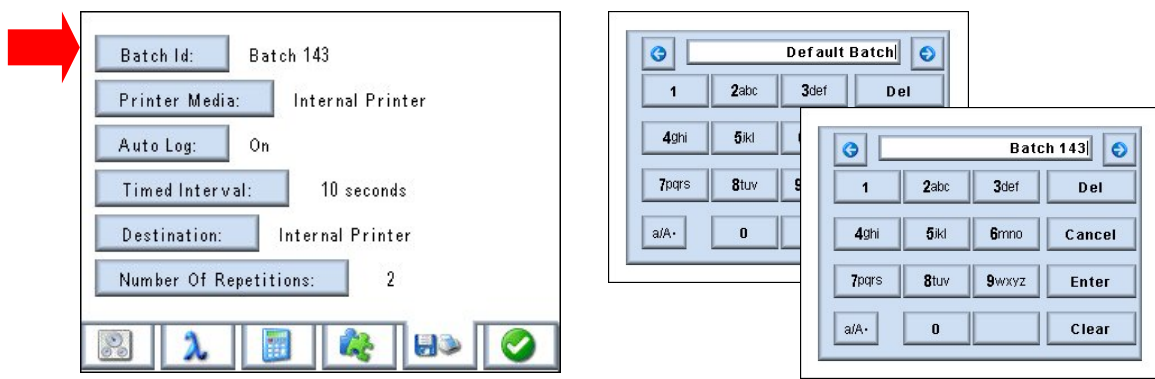 Batch Id: Batch 143
Printer Media: Internal Printer
Auto Log: On
Timed Interval: 10 seconds
Destination: Internal Printer
Number Of Repetitions: 2
λ
Default Batch
1 2abc 3def Del
4ghi 5jkl
7pqrs 8tuv 9
a/A• 0
Batch 143
1 2abc 3def Del
4ghi 5jkl 6mno Cancel
7pqrs 8tuv 9wxyz Enter
a/A• 0 Clear